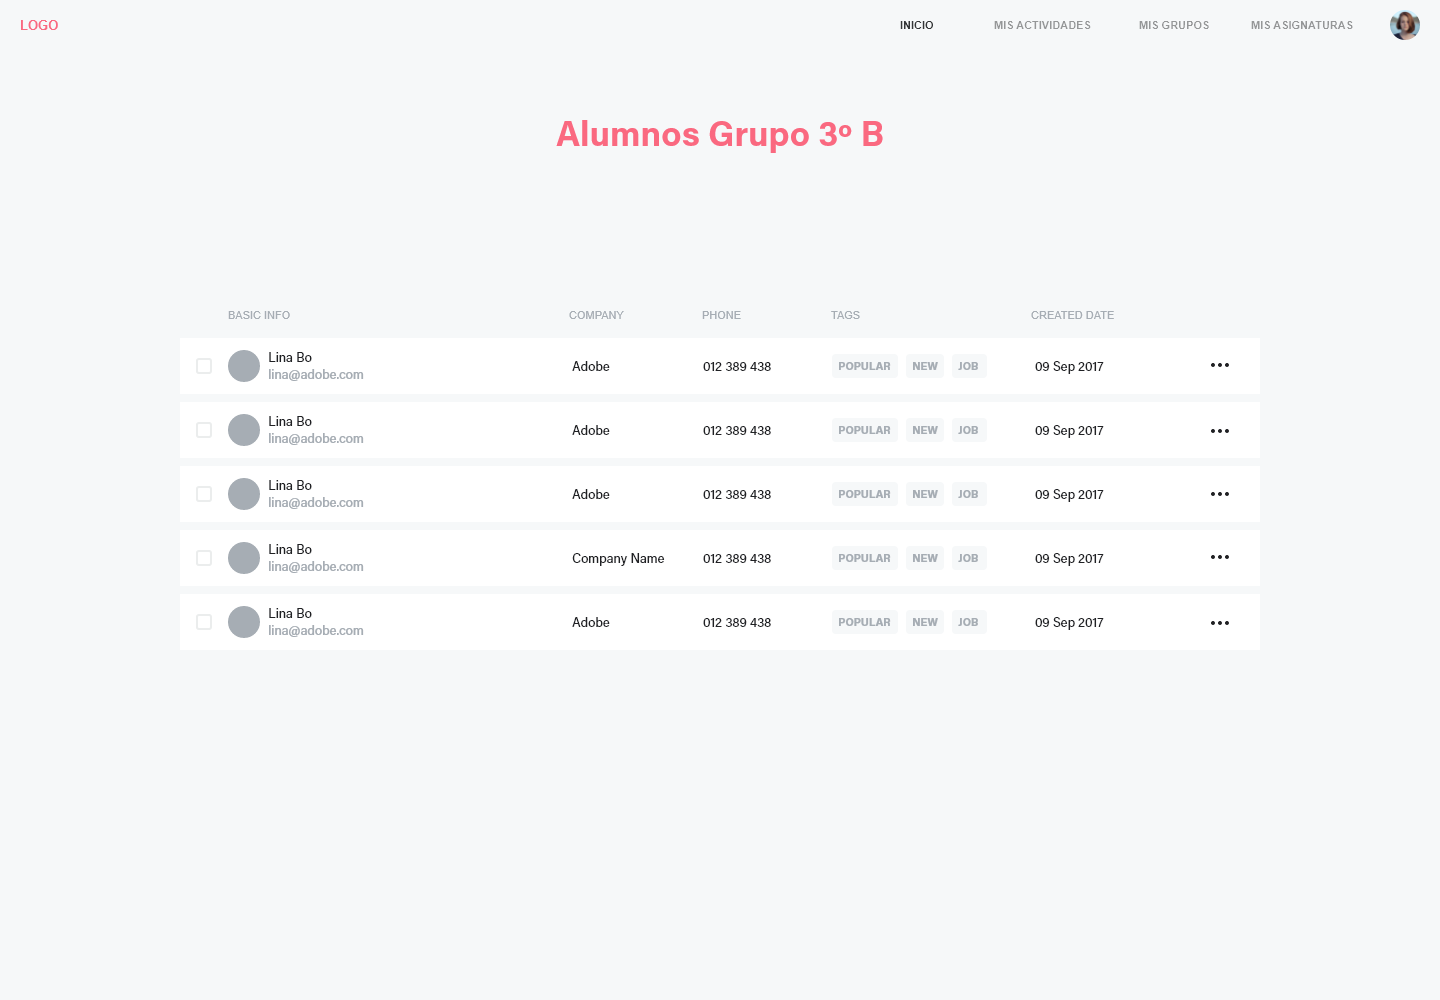 LOGO INICIO MIS ACTIVIDADES MIS GRUPOS MIS ASIGNATURAS
Alumnos Grupo 3º B
BASIC INFO COMPANY PHONE TAGS CREATED DATE
Lina Bo
lina@adobe.com
Adobe 012 389 438 POPULAR NEW JOB 09 Sep 2017
Lina Bo
lina@adobe.com
Adobe 012 389 438 POPULAR NEW JOB 09 Sep 2017
Lina Bo
lina@adobe.com
Adobe 012 389 438 POPULAR NEW JOB 09 Sep 2017
Lina Bo
lina@adobe.com
Company Name 012 389 438 POPULAR NEW JOB 09 Sep 2017
Lina Bo
lina@adobe.com
Adobe 012 389 438 POPULAR NEW JOB 09 Sep 2017